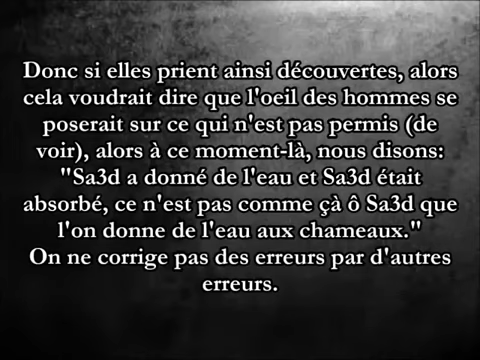 Donc si elles prient ainsi découvertes, alors
cela voudrait dire que l'oeil des hommes se
poserait sur ce qui n'est pas permis (de
voir), alors à ce moment-là, nous disons:
"Sa3d a donné de l'eau et Sa3d était
absorbé, ce n'est pas comme çà ô Sa3d que
l'on donne de l'eau aux chameaux."
On ne corrige pas des erreurs par d'autres
erreurs.